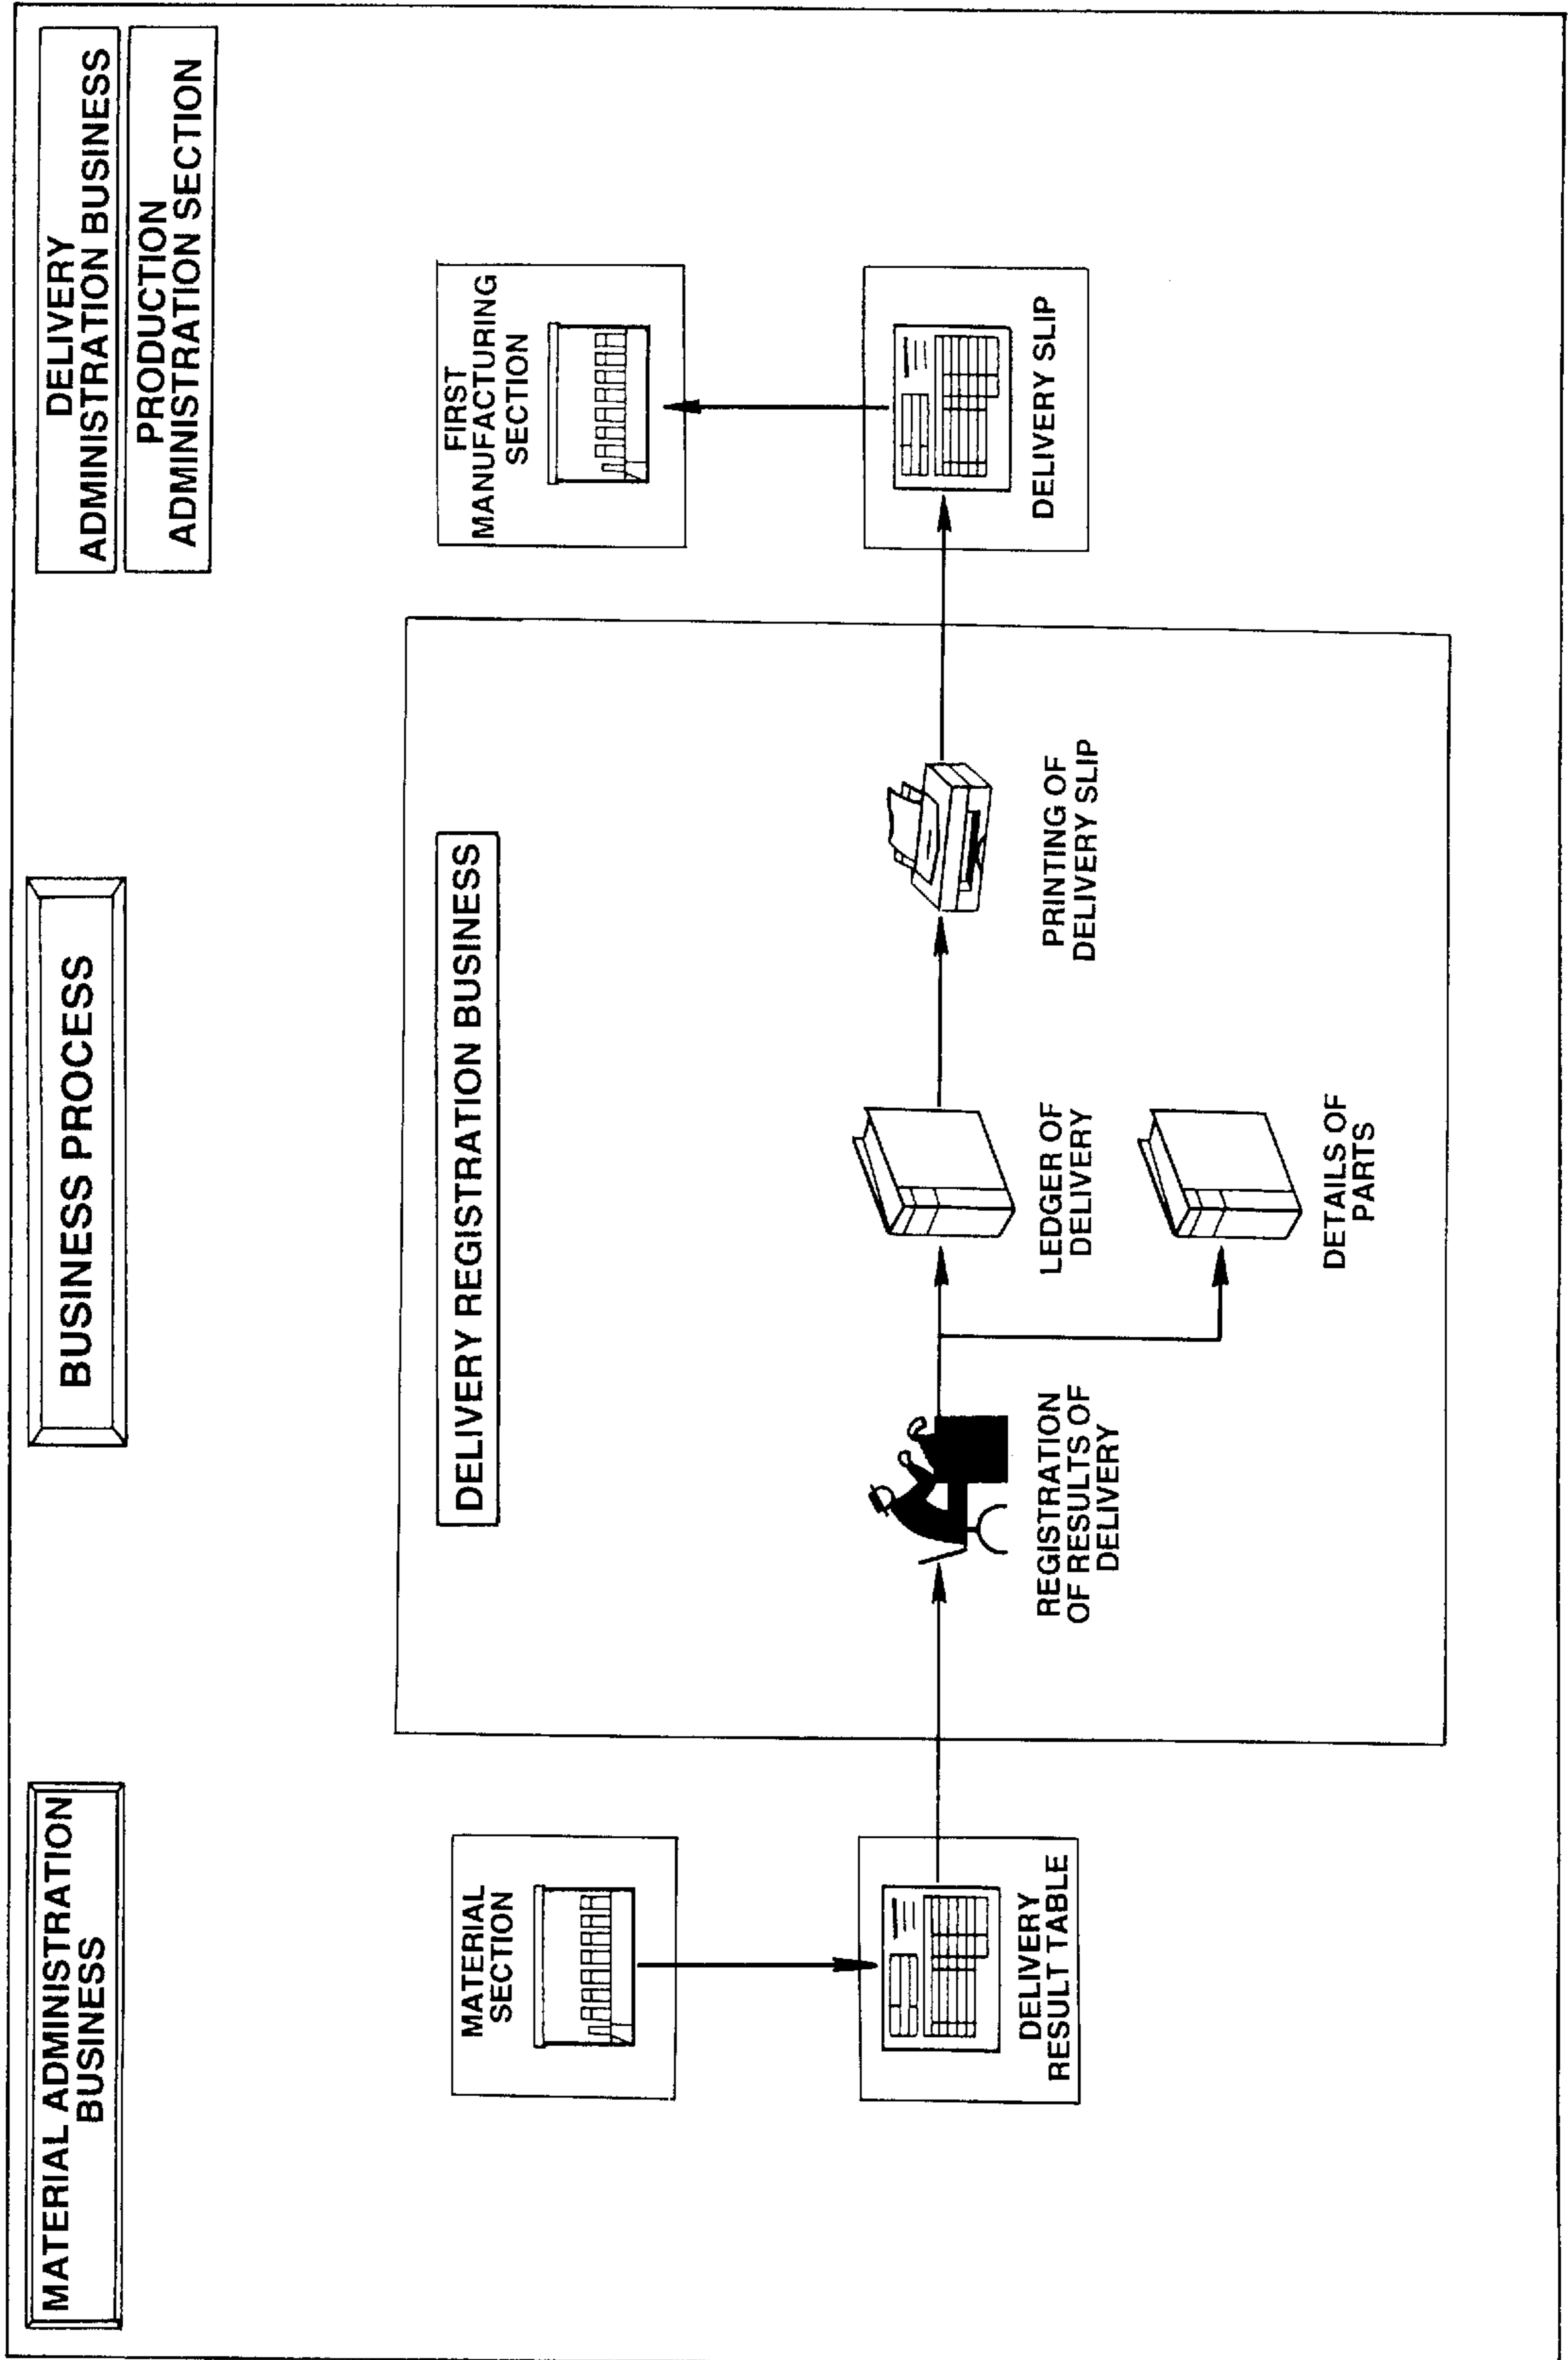 MATERIAL ADMINISTRATION
BUSINESS
BUSINESS PROCESS
DELIVERY
ADMINISTRATION BUSINESS
PRODUCTION
ADMINISTRATION SECTION
MATERIAL
SECTION
DELIVERY
RESULT TABLE
DELIVERY REGISTRATION BUSINESS
REGISTRATION
OF RESULTS OF
DELIVERY
LEDGER OF
DELIVERY
DETAILS OF
PARTS
PRINTING OF
DELIVERY SLIP
FIRST
MANUFACTURING
SECTION
DELIVERY SLIP